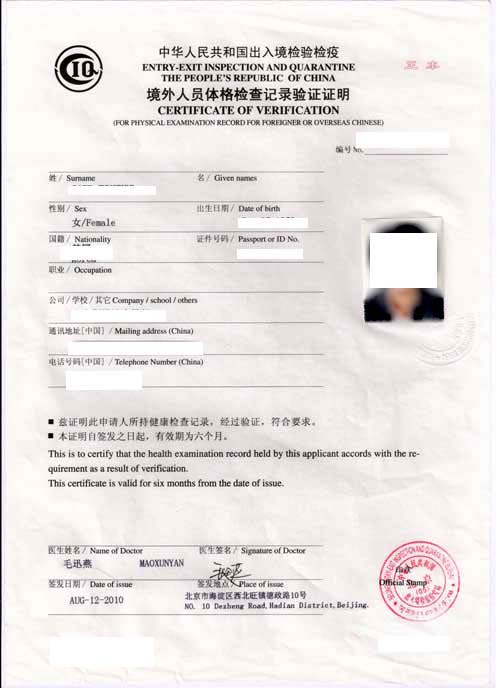 CIQ
中华人民共和国出入境检验检疫
ENTRY-EXIT INSPECTION AND QUARANTINE
THE PEOPLE'S REPUBLIC OF CHINA
正本
境外人员体格检查记录验证证明
CERTIFICATE OF VERIFICATION
(FOR PHYSICAL EXAMINATION RECORD FOR FOREIGNER OR OVERSEAS CHINESE)
编号 No.
姓 / Surname
名 / Given names
性别 / Sex
出生日期 / Date of birth
女/Female
国籍 / Nationality
证件号码 / Passport or ID No.
职业 / Occupation
公司/学校/其它 Company / school / others
通讯地址[中国] / Mailing address (China)
电话号码[中国] / Telephone Number (China)
■ 兹证明此申请人所持健康检查记录，经过验证，符合要求。
■ 本证明自签发之日起，有效期为六个月。
This is to certify that the health examination record held by this applicant accords with the re-
quirement as a result of verification.
This certificate is valid for six months from the date of issue.
医生姓名 / Name of Doctor
医生签名 / Signature of Doctor
毛迅燕 MAOXUNYAN
签发日期 / Date of issue
签发地点 / Place of issue
Official Stamp
AUG-12-2010
北京市海淀区西北旺镇德政路10号
NO. 10 Dezheng Road, Hadian District, Beijing.